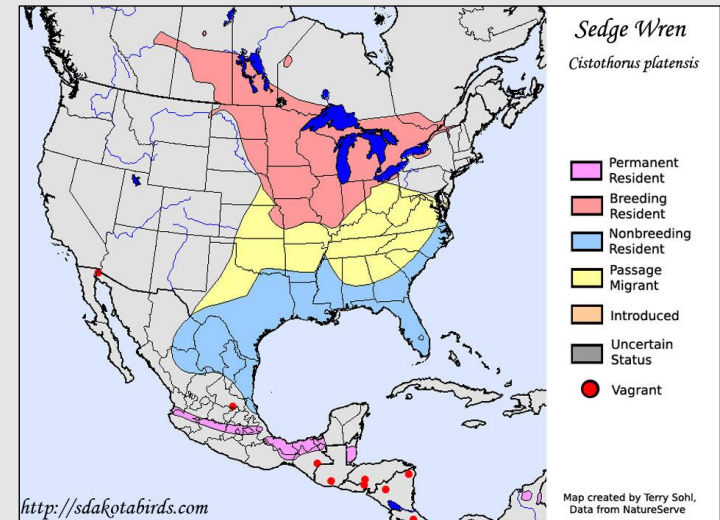 Sedge Wren
Cistothorus platensis
Permanent
Resident
Breeding
Resident
Nonbreeding
Resident
Passage
Migrant
Introduced
Uncertain
Status
Vagrant
http://sdakotabirds.com
Map created by Terry Sohl,
Data from NatureServe